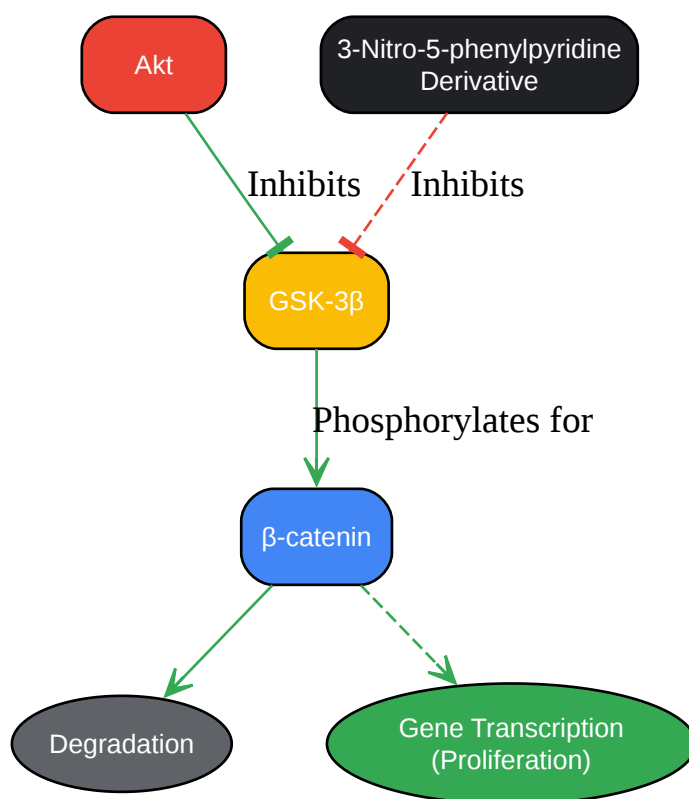 Akt
3-Nitro-5-phenylpyridine
Derivative
Inhibits
Inhibits
GSK-3β
Phosphorylates for
β-catenin
Degradation
Gene Transcription
(Proliferation)